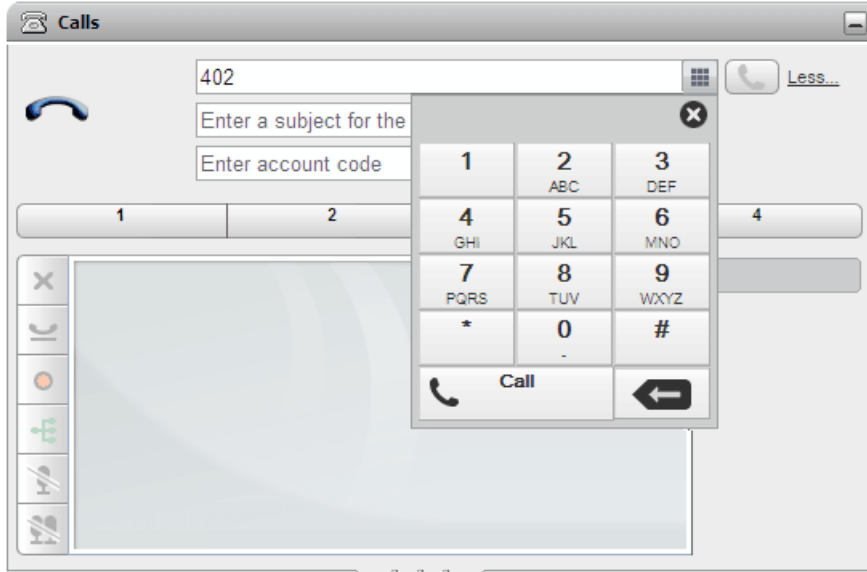 Calls
402
Less...
Enter a subject for the
Enter account code
1 2 3
ABC DEF
4 5 6
GHI JKL MNO
7 8 9
PQRS TUV WXYZ
* 0 #
-
Call
1 2 4